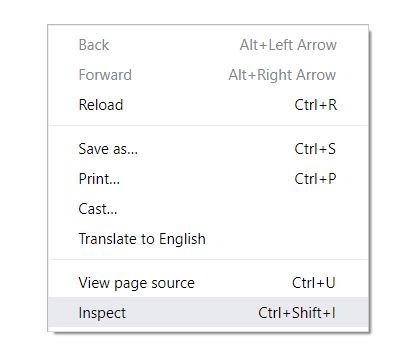 Back Alt+Left Arrow
Forward Alt+Right Arrow
Reload Ctrl+R
Save as... Ctrl+S
Print... Ctrl+P
Cast...
Translate to English
View page source Ctrl+U
Inspect Ctrl+Shift+I